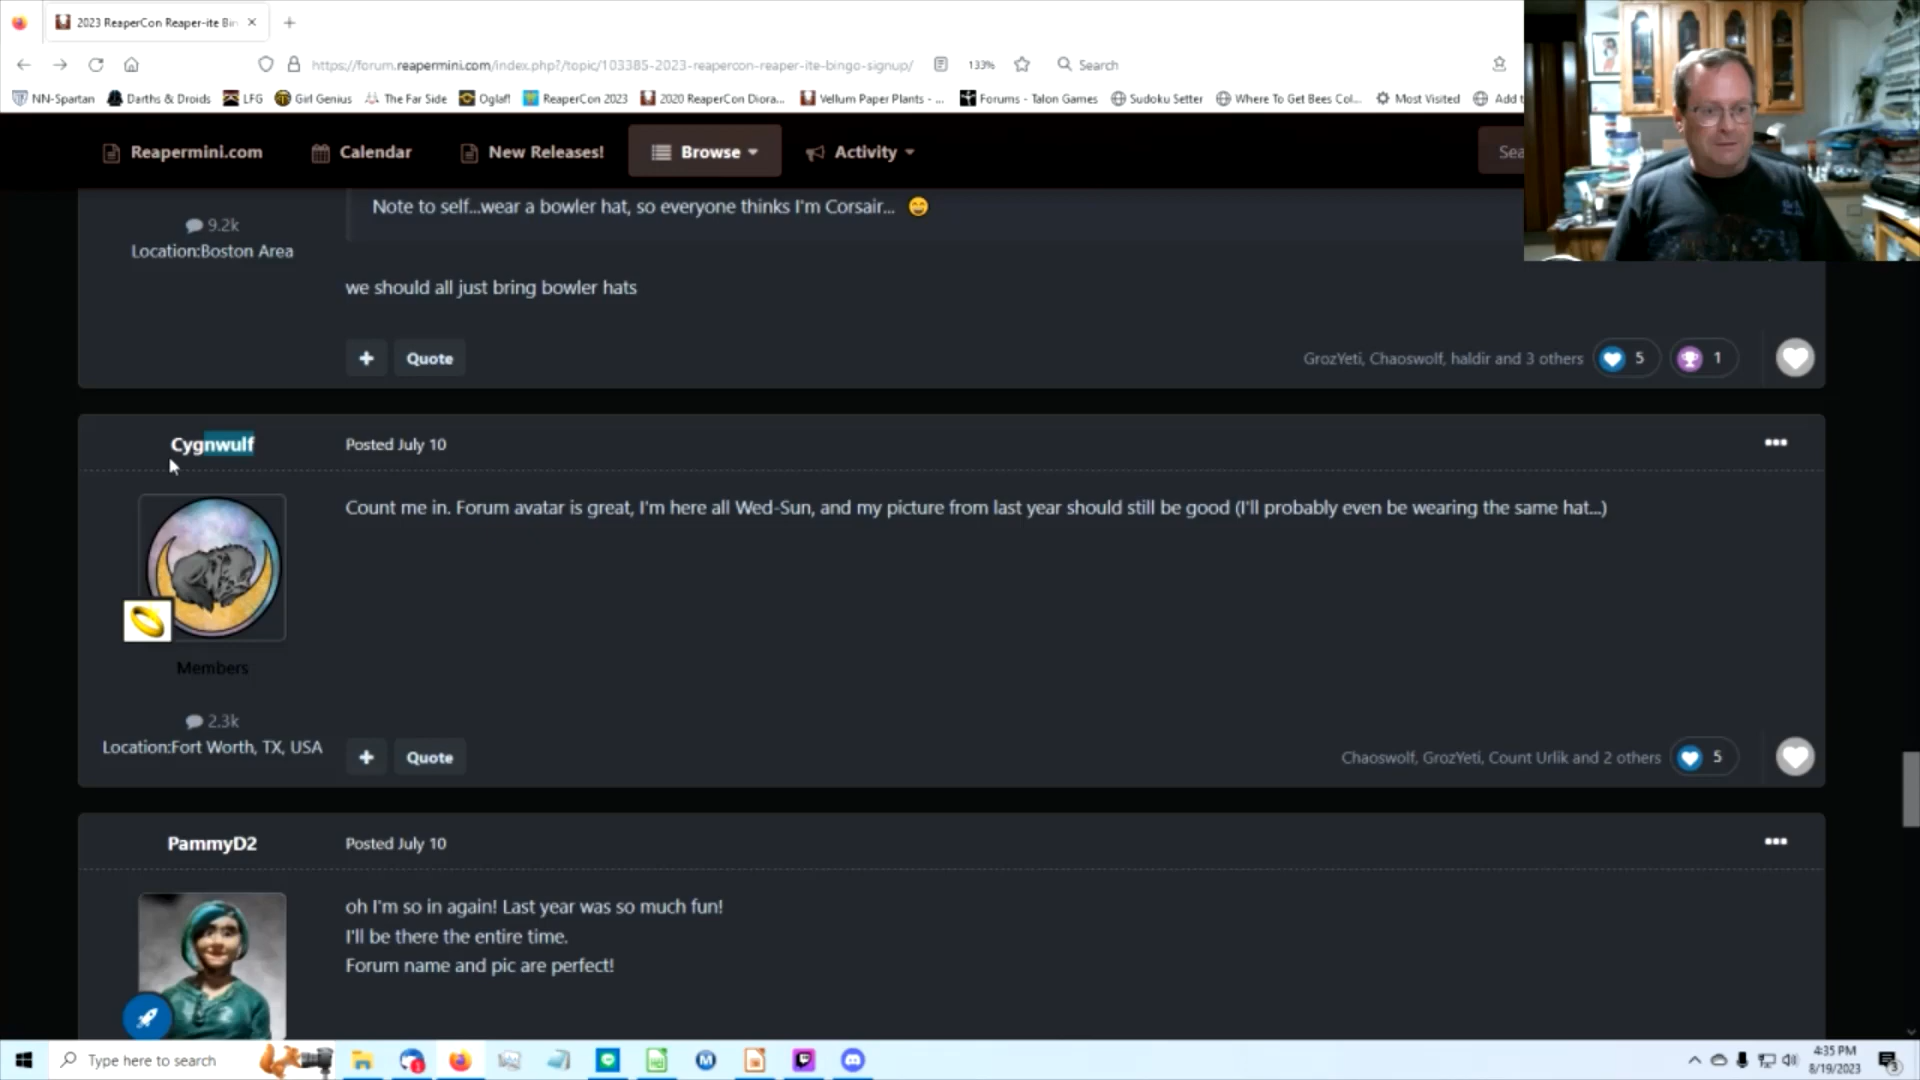 2023 ReaperCon Reaper-ite Bin
https://forum.reapermini.com/index.php?/topic/103385-2023-reapercon-reaper-ite-bingo-signup/
133%
Search
NN-Spartan
Darths & Droids
LFG
Girl Genius
The Far Side
Oglaf!
ReaperCon 2023
2020 ReaperCon Diora...
Vellum Paper Plants - ...
Forums - Talon Games
Sudoku Setter
Where To Get Bees Col...
Most Visited
Add t
Reapermini.com
Calendar
New Releases!
Browse
Activity
Sea
Note to self...wear a bowler hat, so everyone thinks I'm Corsair...
9.2k
Location:Boston Area
we should all just bring bowler hats
+
Quote
GrozYeti, Chaoswolf, haldir and 3 others
5
1
Cygnwulf
Posted July 10
Count me in. Forum avatar is great, I'm here all Wed-Sun, and my picture from last year should still be good (I'll probably even be wearing the same hat...)
Members
2.3k
Location:Fort Worth, TX, USA
+
Quote
Chaoswolf, GrozYeti, Count Urlik and 2 others
5
PammyD2
Posted July 10
oh I'm so in again! Last year was so much fun!
I'll be there the entire time.
Forum name and pic are perfect!
Type here to search
4:35 PM
8/19/2023
3